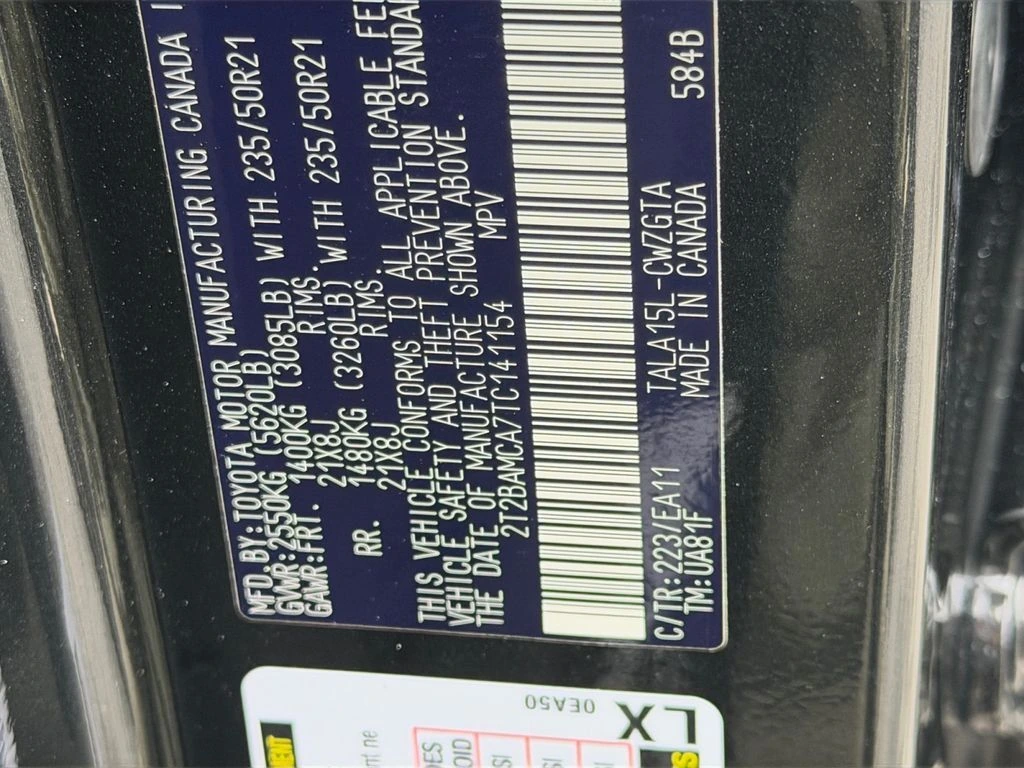 MFD.BY:TOYOTA MOTOR MANUFACTURING CANADA
GVWR:2550KG (5620LB)
GAWR:FRT. 1400KG (3085LB) WITH 235/50R21
21X8J RIMS.
RR. 1480KG (3260LB) WITH 235/50R21
21X8J RIMS.
THIS VEHICLE CONFORMS TO ALL APPLICABLE
VEHICLE SAFETY AND THEFT PREVENTION
THE DATE OF MANUFACTURE SHOWN ABOVE.
2T2BAMCA7TC141154 MPV
C/TR:223/EA11 TALA15L-CWZGTA 584B
TM:UA81F MADE IN CANADA
0EA50
LX